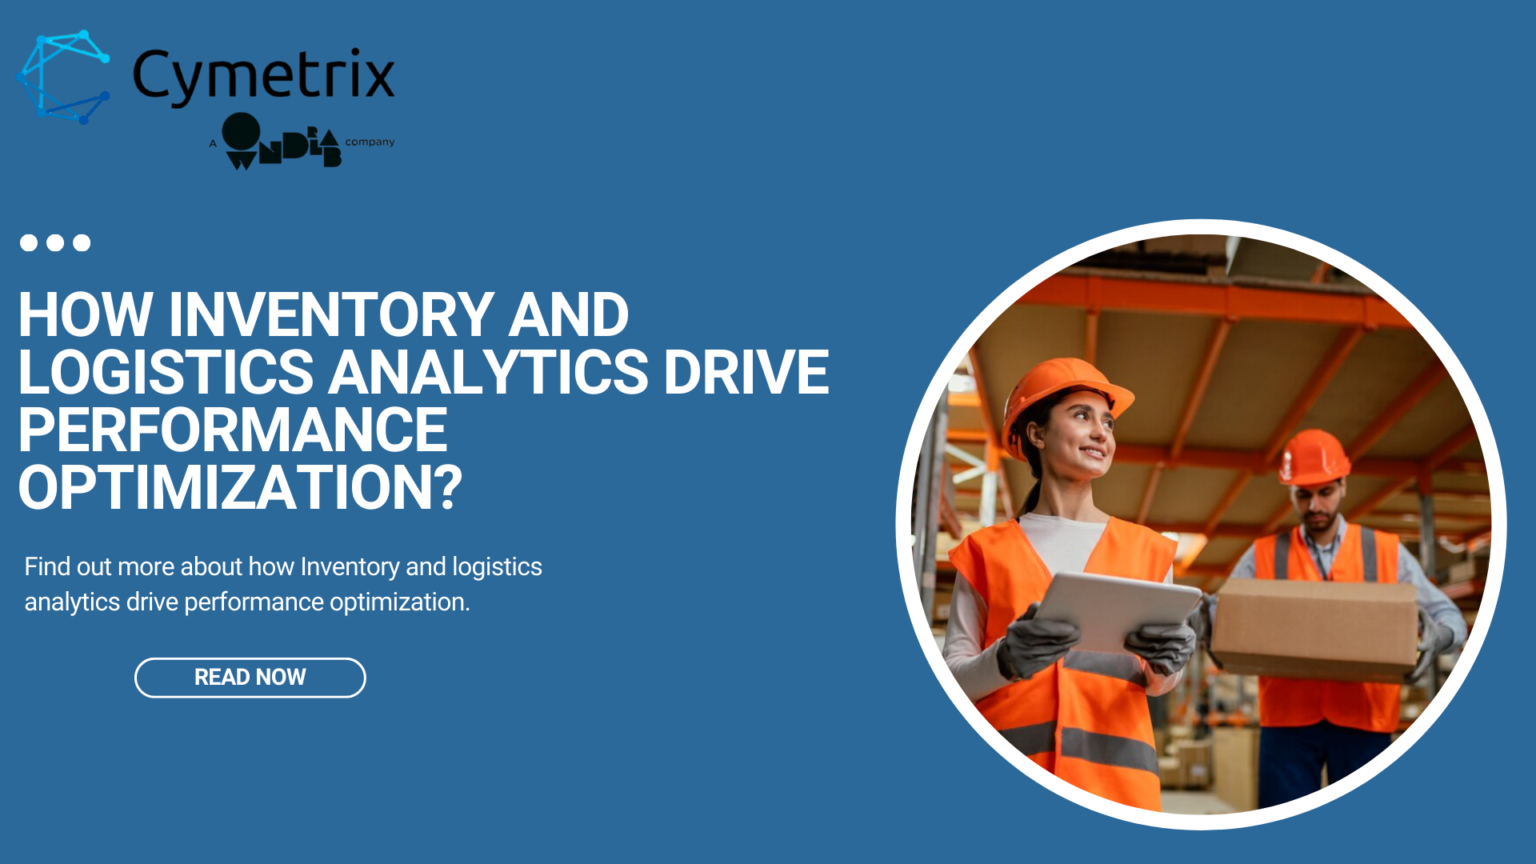 Cymetrix
A WONDRLAB company
HOW INVENTORY AND
LOGISTICS ANALYTICS DRIVE
PERFORMANCE
OPTIMIZATION?
Find out more about how Inventory and logistics
analytics drive performance optimization.
READ NOW